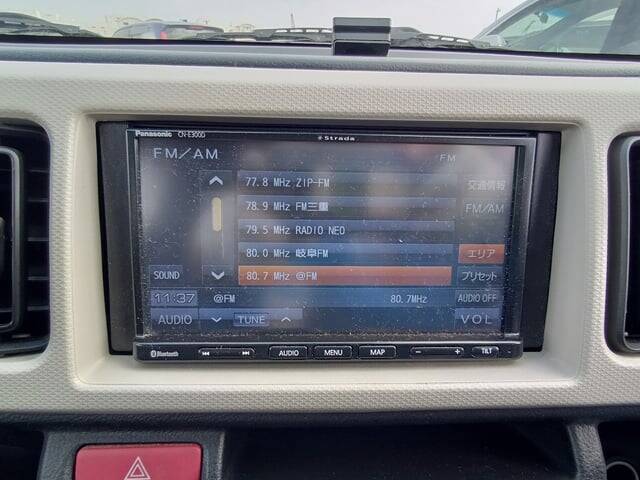 Panasonic CN-E300D
Strada
FM/AM FM
77.8 MHz ZIP-FM 交通情報
78.9 MHz FM三重 FM/AM
79.5 MHz RADIO NEO
80.0 MHz 岐阜FM エリア
SOUND 80.7 MHz @FM プリセット
11:37 @FM 80.7MHz AUDIO OFF
AUDIO TUNE VOL
Bluetooth AUDIO MENU MAP - + TILT